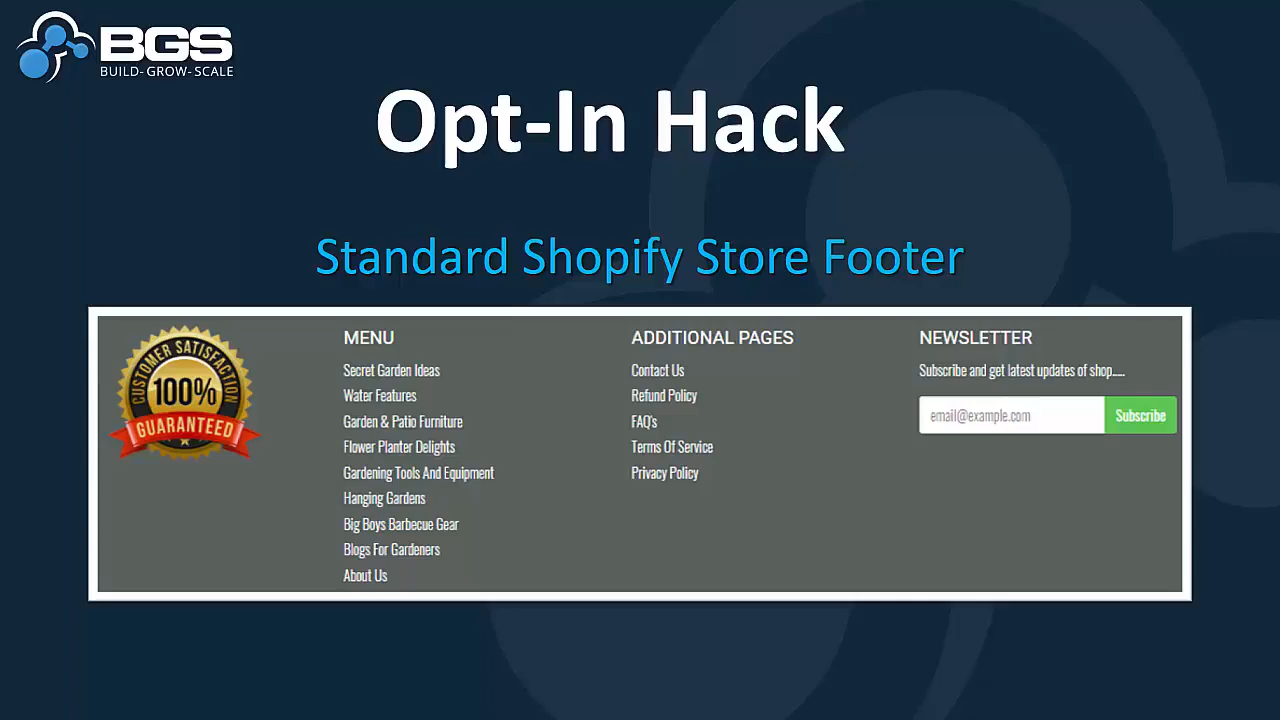 BGS
BUILD-GROW-SCALE
Opt-In Hack
Standard Shopify Store Footer
CUSTOMER SATISFACTION
100%
GUARANTEED
MENU
Secret Garden Ideas
Water Features
Garden & Patio Furniture
Flower Planter Delights
Gardening Tools And Equipment
Hanging Gardens
Big Boys Barbecue Gear
Blogs For Gardeners
About Us
ADDITIONAL PAGES
Contact Us
Refund Policy
FAQ's
Terms Of Service
Privacy Policy
NEWSLETTER
Subscribe and get latest updates of shop.....
email@example.com
Subscribe